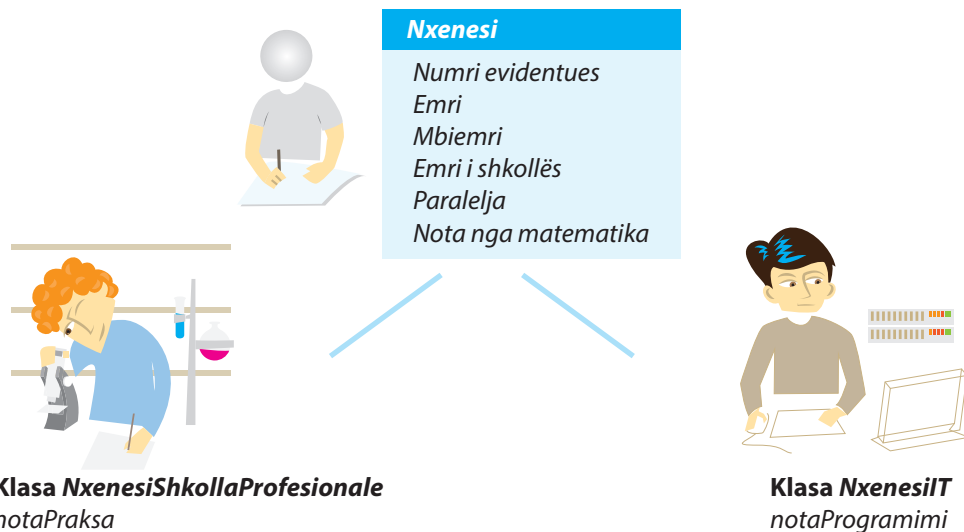 Nxenesi
Numri evidentues
Emri
Mbiemri
Emri i shkollës
Paralelja
Nota nga matematika
Klasa NxenesiShkollaProfesionale
notaPraksa
Klasa NxenesiIT
notaProgramimi